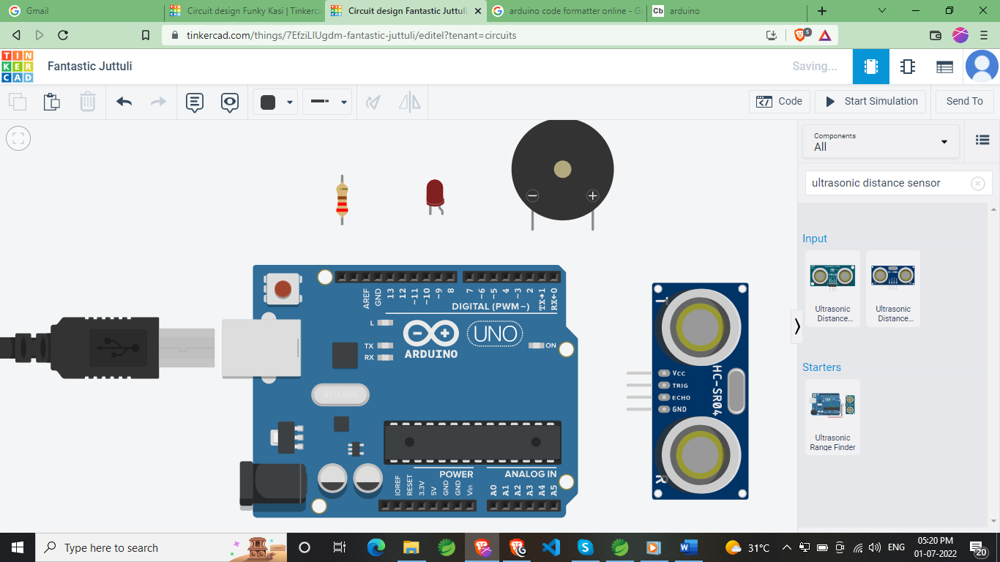 Gmail
Circuit design Funky Kasi | Tinkerca
Circuit design Fantastic Juttuli
arduino code formatter online - Go
Cb arduino
tinkercad.com/things/7EfziLlUgdm-fantastic-juttuli/editel?tenant=circuits
5
TIN
KER
CAD
Fantastic Juttuli
Saving...
Code
Start Simulation
Send To
Components
All
ultrasonic distance sensor
Input
Ultrasonic
Distance...
Ultrasonic
Distance...
Starters
Ultrasonic
Range Finder
AREF
GND
13
12
~11
~10
~9
8
7
~6
~5
4
~3
2
TX→1
RX←0
DIGITAL (PWM~)
L
TX
RX
ARDUINO
UNO
ON
POWER
ANALOG IN
IOREF
RESET
3.3V
5V
GND
GND
Vin
A0
A1
A2
A3
A4
A5
T
Vcc
TRIG
ECHO
GND
HC-SR04
R
Type here to search
31°C
ENG
05:20 PM
01-07-2022
20